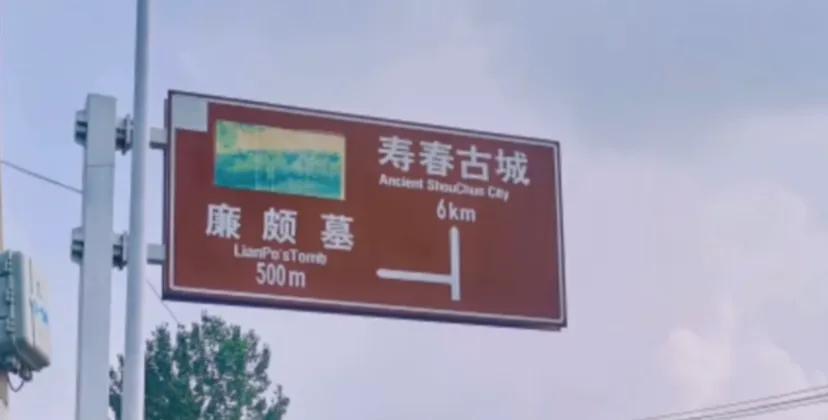 寿春古城
Ancient ShouChun City
6km
廉颇墓
LianPo'sTomb
500m